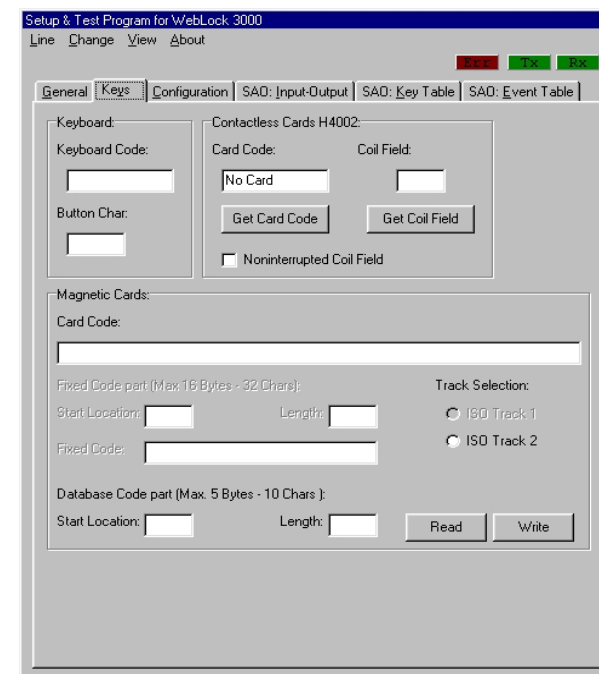 Setup & Test Program for WebLock 3000
Line Change View About
Err Tx Rx
General Keys Configuration SAO: Input-Output SAO: Key Table SAO: Event Table
Keyboard: Contactless Cards H4002:
Keyboard Code: Card Code: Coil Field:
No Card
Button Char: Get Card Code Get Coil Field
Noninterrupted Coil Field
Magnetic Cards:
Card Code:
Fixed Code part (Max 16 Bytes - 32 Chars): Track Selection:
Start Location: Length: ISO Track 1
Fixed Code: ISO Track 2
Database Code part (Max. 5 Bytes - 10 Chars ):
Start Location: Length: Read Write